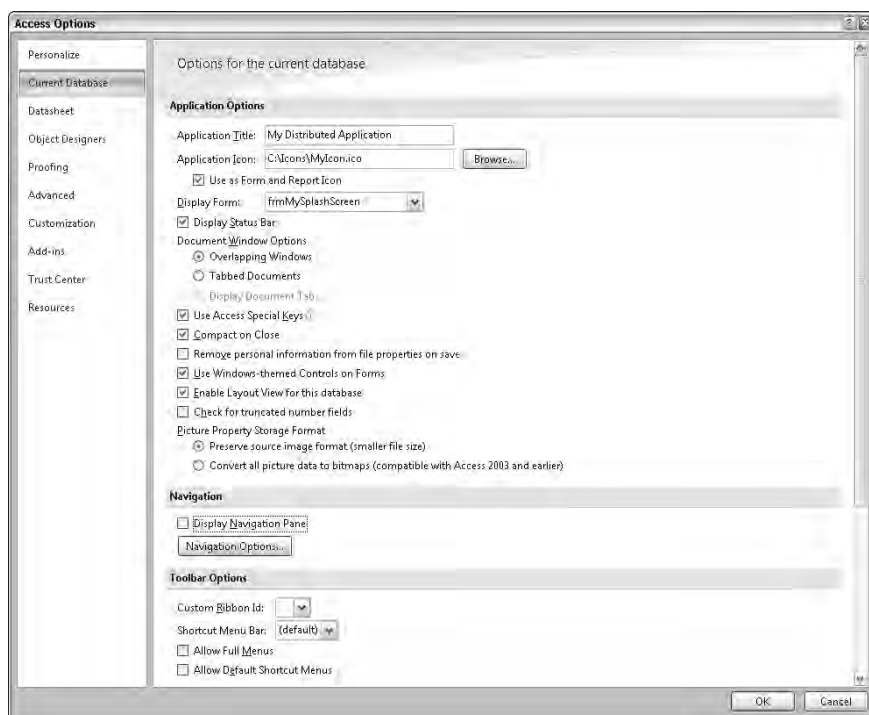 Access Options
Personalize
Current Database
Datasheet
Object Designers
Proofing
Advanced
Customization
Add-ins
Trust Center
Resources
Options for the current database
Application Options
Application Title: My Distributed Application
Application Icon: C:\Icons\MyIcon.ico Browse...
Use as Form and Report Icon
Display Form: frmMySplashScreen
Display Status Bar
Document Window Options
Overlapping Windows
Tabbed Documents
Display Document Tabs
Use Access Special Keys
Compact on Close
Remove personal information from file properties on save
Use Windows-themed Controls on Forms
Enable Layout View for this database
Check for truncated number fields
Picture Property Storage Format
Preserve source image format (smaller file size)
Convert all picture data to bitmaps (compatible with Access 2003 and earlier)
Navigation
Display Navigation Pane
Navigation Options...
Toolbar Options
Custom Ribbon Id:
Shortcut Menu Bar: (default)
Allow Full Menus
Allow Default Shortcut Menus
OK Cancel